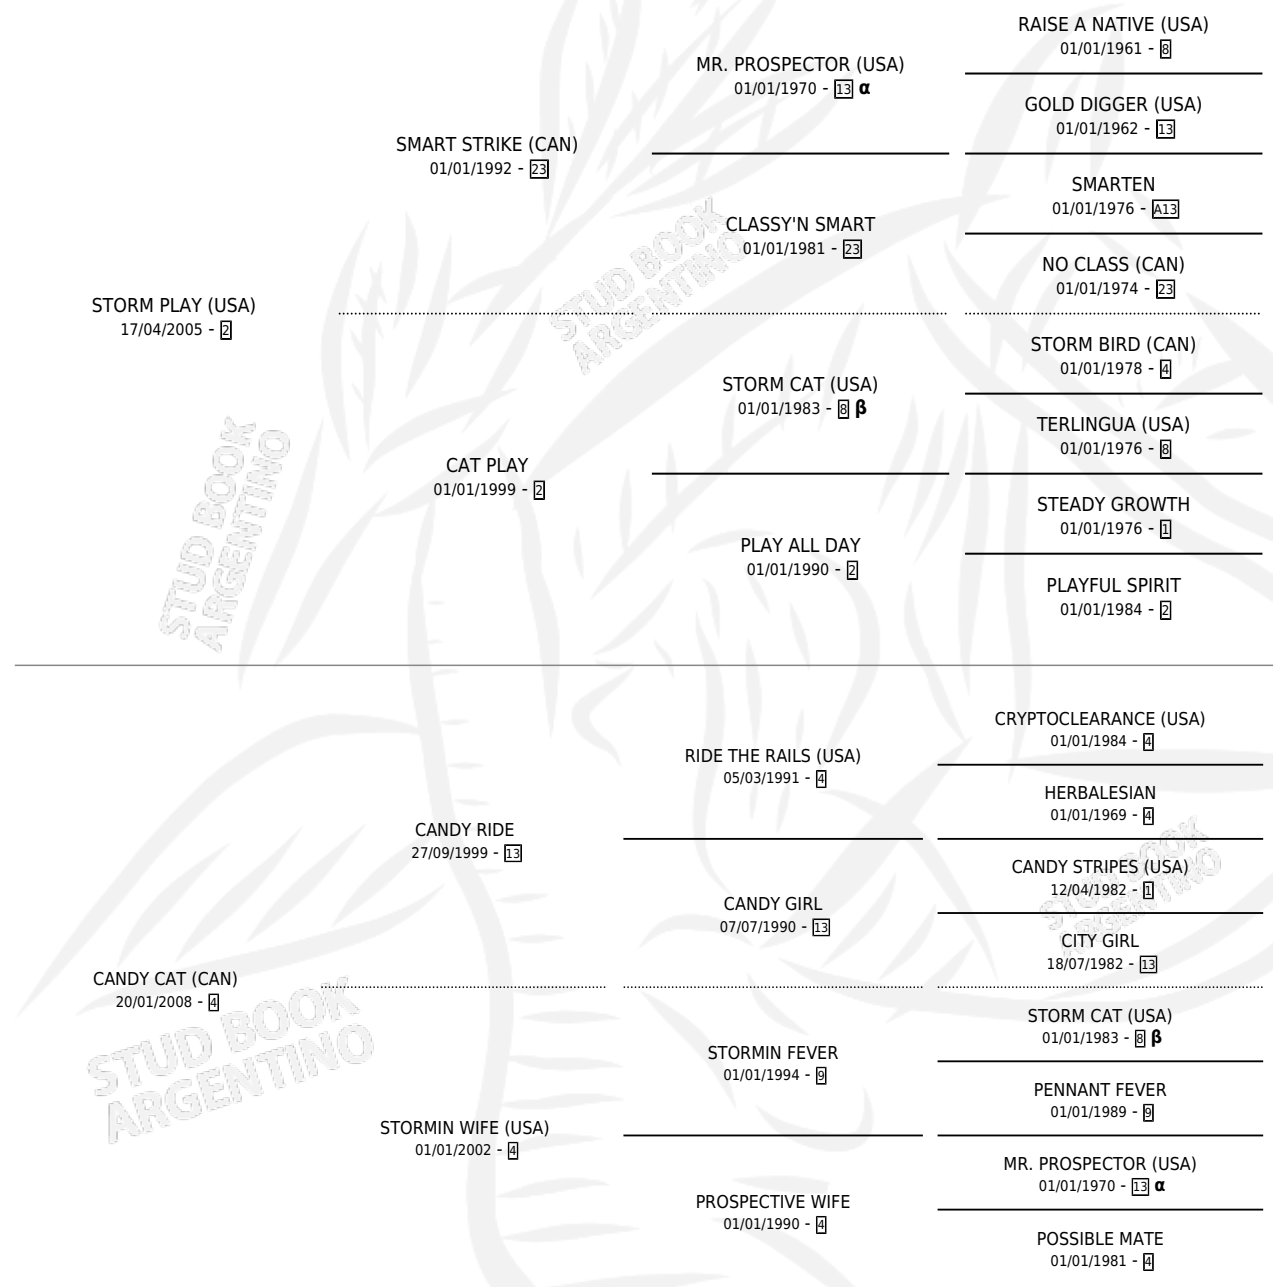 RAISE A NATIVE (USA)
01/01/1961 - 8
MR. PROSPECTOR (USA)
01/01/1970 - 13 α
GOLD DIGGER (USA)
01/01/1962 - 13
SMART STRIKE (CAN)
01/01/1992 - 23
SMARTEN
01/01/1976 - A13
CLASSY'N SMART
01/01/1981 - 23
NO CLASS (CAN)
01/01/1974 - 23
STORM PLAY (USA)
17/04/2005 - 2
STORM BIRD (CAN)
01/01/1978 - 4
STORM CAT (USA)
01/01/1983 - 8 β
TERLINGUA (USA)
01/01/1976 - 8
CAT PLAY
01/01/1999 - 2
STEADY GROWTH
01/01/1976 - 1
PLAY ALL DAY
01/01/1990 - 2
PLAYFUL SPIRIT
01/01/1984 - 2
CRYPTOCLEARANCE (USA)
01/01/1984 - 4
RIDE THE RAILS (USA)
05/03/1991 - 4
HERBALESIAN
01/01/1969 - 4
CANDY RIDE
27/09/1999 - 13
CANDY STRIPES (USA)
12/04/1982 - 1
CANDY GIRL
07/07/1990 - 13
CITY GIRL
18/07/1982 - 13
CANDY CAT (CAN)
20/01/2008 - 4
STORM CAT (USA)
01/01/1983 - 8 β
STORMIN FEVER
01/01/1994 - 9
PENNANT FEVER
01/01/1989 - 9
STORMIN WIFE (USA)
01/01/2002 - 4
MR. PROSPECTOR (USA)
01/01/1970 - 13 α
PROSPECTIVE WIFE
01/01/1990 - 4
POSSIBLE MATE
01/01/1981 - 4
STUD BOOK
ARGENTINO
STUD BOOK
ARGENTINO
STUD BOOK
ARGENTINO
STUD BOOK
ARGENTINO